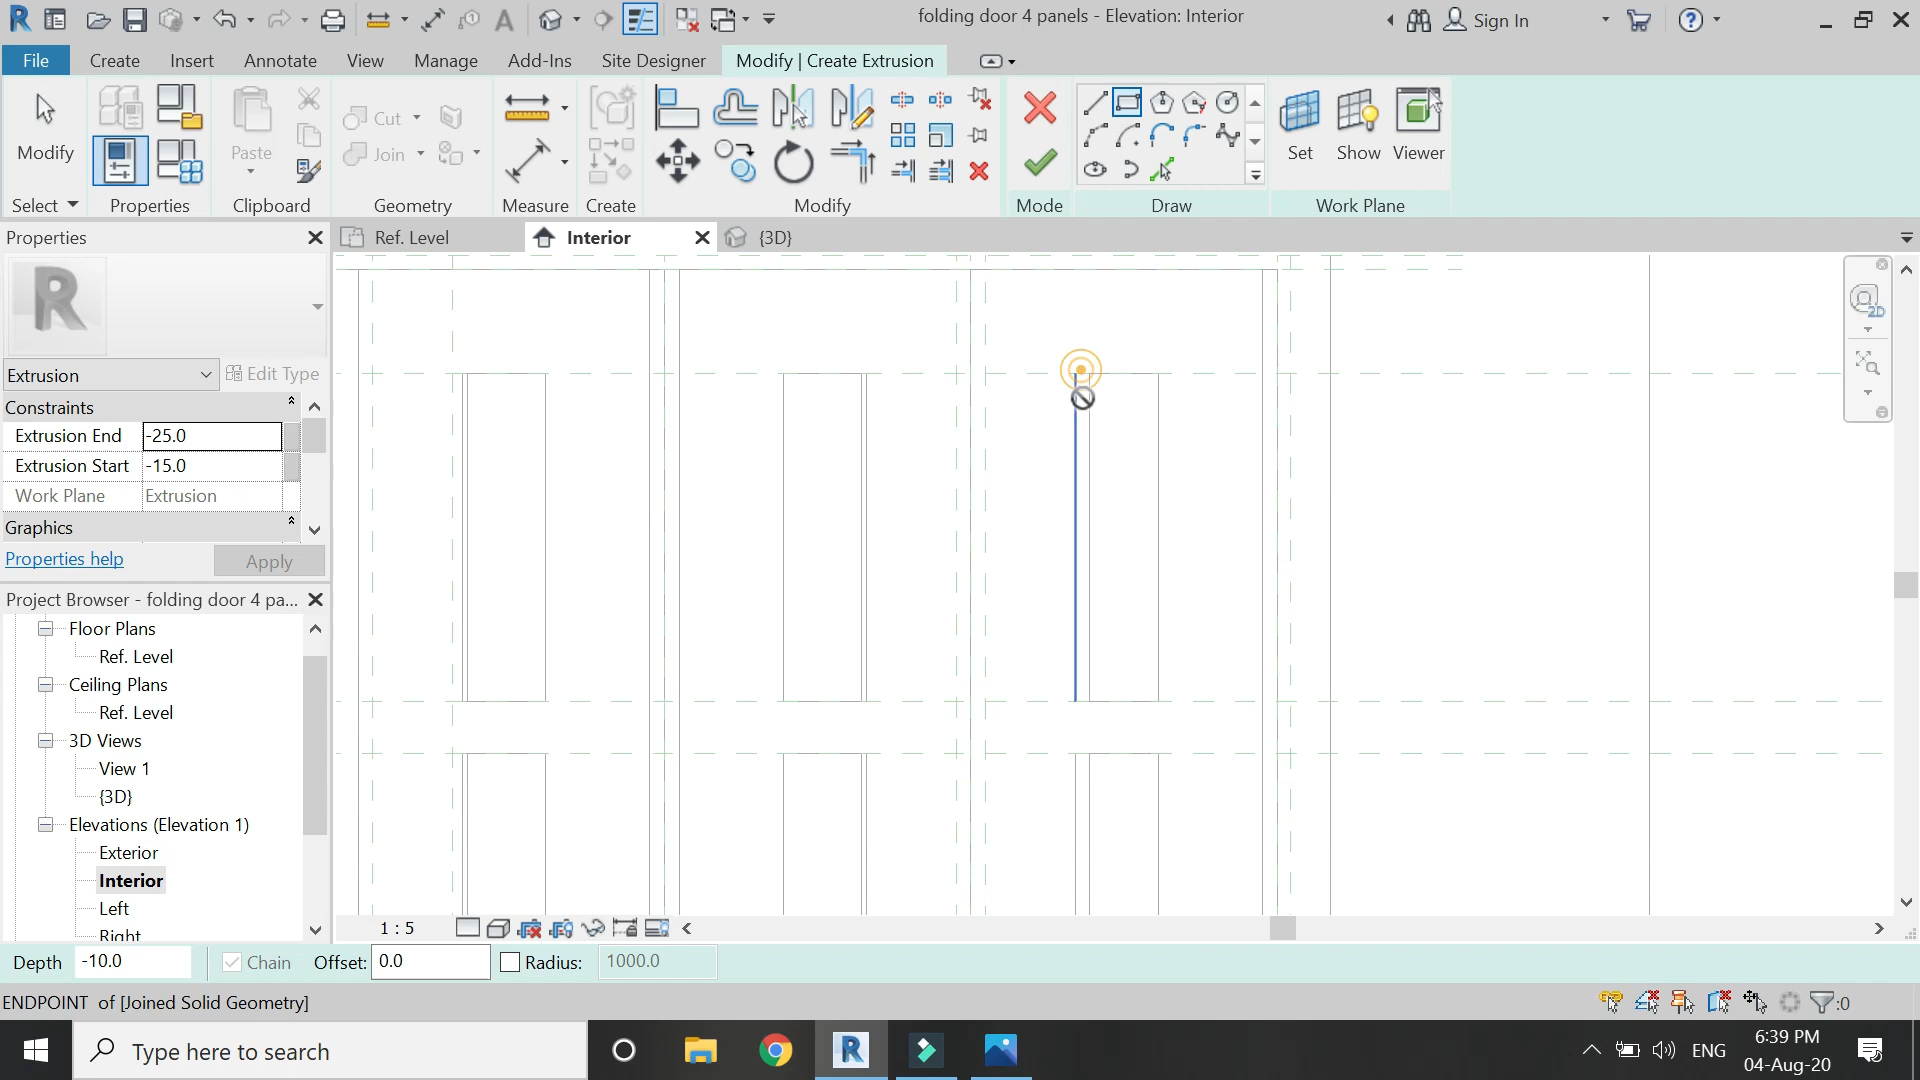 folding door 4 panels - Elevation: Interior
Sign In
File
Create
Insert
Annotate
View
Manage
Add-Ins
Site Designer
Modify | Create Extrusion
Modify
Paste
Cut
Join
Set
Show
Viewer
Select
Properties
Clipboard
Geometry
Measure
Create
Modify
Mode
Draw
Work Plane
Properties
Ref. Level
Interior
{3D}
R
Extrusion
Edit Type
Constraints
Extrusion End -25.0
Extrusion Start -15.0
Work Plane Extrusion
Graphics
Properties help
Apply
Project Browser - folding door 4 pa...
Floor Plans
Ref. Level
Ceiling Plans
Ref. Level
3D Views
View 1
{3D}
Elevations (Elevation 1)
Exterior
Interior
Left
Right
2D
1 : 5
Depth -10.0
Chain
Offset: 0.0
Radius: 1000.0
ENDPOINT of [Joined Solid Geometry]
:0
Type here to search
ENG
6:39 PM
04-Aug-20